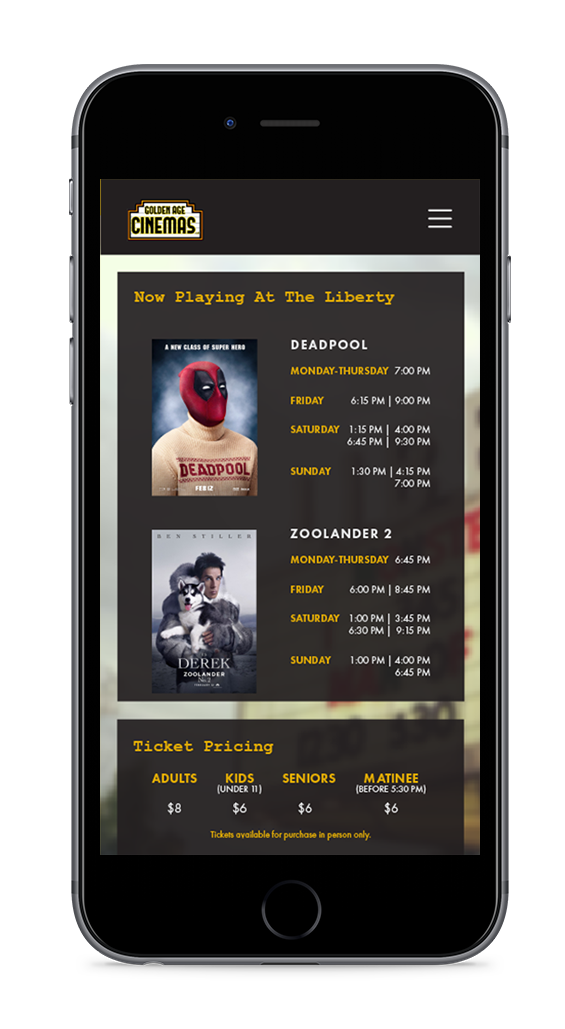 GOLDEN AGE
CINEMAS
Now Playing At The Liberty
A NEW CLASS OF SUPER HERO
DEADPOOL
FEB 12
DEADPOOL
MONDAY-THURSDAY 7:00 PM
FRIDAY 6:15 PM | 9:00 PM
SATURDAY 1:15 PM | 4:00 PM
6:45 PM | 9:30 PM
SUNDAY 1:30 PM | 4:15 PM
7:00 PM
BEN STILLER
DEREK
ZOOLANDER
No. 2
ZOOLANDER 2
MONDAY-THURSDAY 6:45 PM
FRIDAY 6:00 PM | 8:45 PM
SATURDAY 1:00 PM | 3:45 PM
6:30 PM | 9:15 PM
SUNDAY 1:00 PM | 4:00 PM
6:45 PM
Ticket Pricing
ADULTS KIDS SENIORS MATINEE
(UNDER 11) (BEFORE 5:30 PM)
$8 $6 $6 $6
Tickets available for purchase in person only.